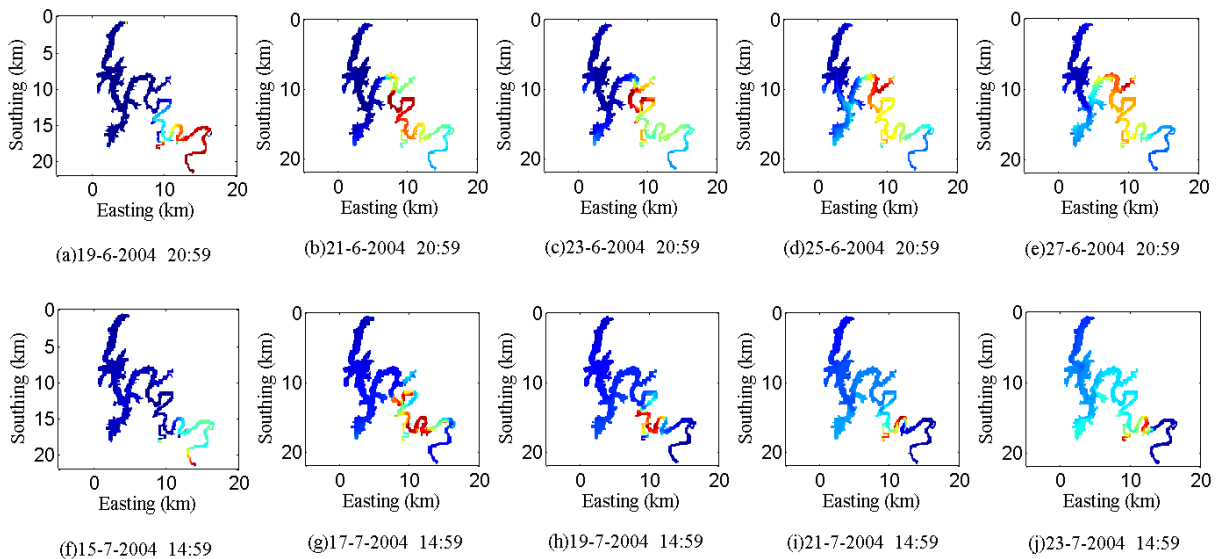 0
5
10
15
20
0 10 20
Southing (km)
Easting (km)
(a)19-6-2004 20:59
0
10
20
0 10 20
Southing (km)
Easting (km)
(b)21-6-2004 20:59
0
10
20
0 10 20
Southing (km)
Easting (km)
(c)23-6-2004 20:59
0
10
20
0 10 20
Southing (km)
Easting (km)
(d)25-6-2004 20:59
0
10
20
0 10 20
Southing (km)
Easting (km)
(e)27-6-2004 20:59
0
5
10
15
20
0 10 20
Southing (km)
Easting (km)
(f)15-7-2004 14:59
0
10
20
0 10 20
Southing (km)
Easting (km)
(g)17-7-2004 14:59
0
10
20
0 10 20
Southing (km)
Easting (km)
(h)19-7-2004 14:59
0
10
20
0 10 20
Southing (km)
Easting (km)
(i)21-7-2004 14:59
0
10
20
0 10 20
Southing (km)
Easting (km)
(j)23-7-2004 14:59